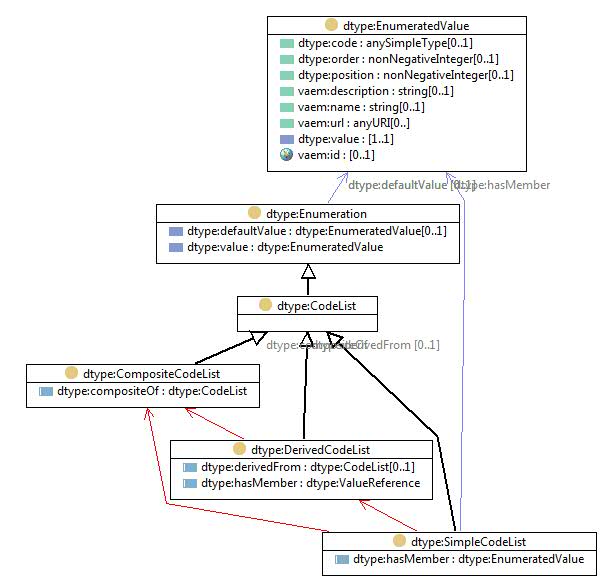 dtype:EnumeratedValue
dtype:code : anySimpleType[0..1]
dtype:order : nonNegativeInteger[0..1]
dtype:position : nonNegativeInteger[0..1]
vaem:description : string[0..1]
vaem:name : string[0..1]
vaem:url : anyURI[0..]
dtype:value : [1..1]
vaem:id : [0..1]
dtype:defaultValue [0..1]
dtype:hasMember
dtype:Enumeration
dtype:defaultValue : dtype:EnumeratedValue[0..1]
dtype:value : dtype:EnumeratedValue
dtype:CodeList
[0..1]
dtype:CompositeCodeList
dtype:compositeOf : dtype:CodeList
dtype:DerivedCodeList
dtype:derivedFrom : dtype:CodeList[0..1]
dtype:hasMember : dtype:ValueReference
dtype:SimpleCodeList
dtype:hasMember : dtype:EnumeratedValue